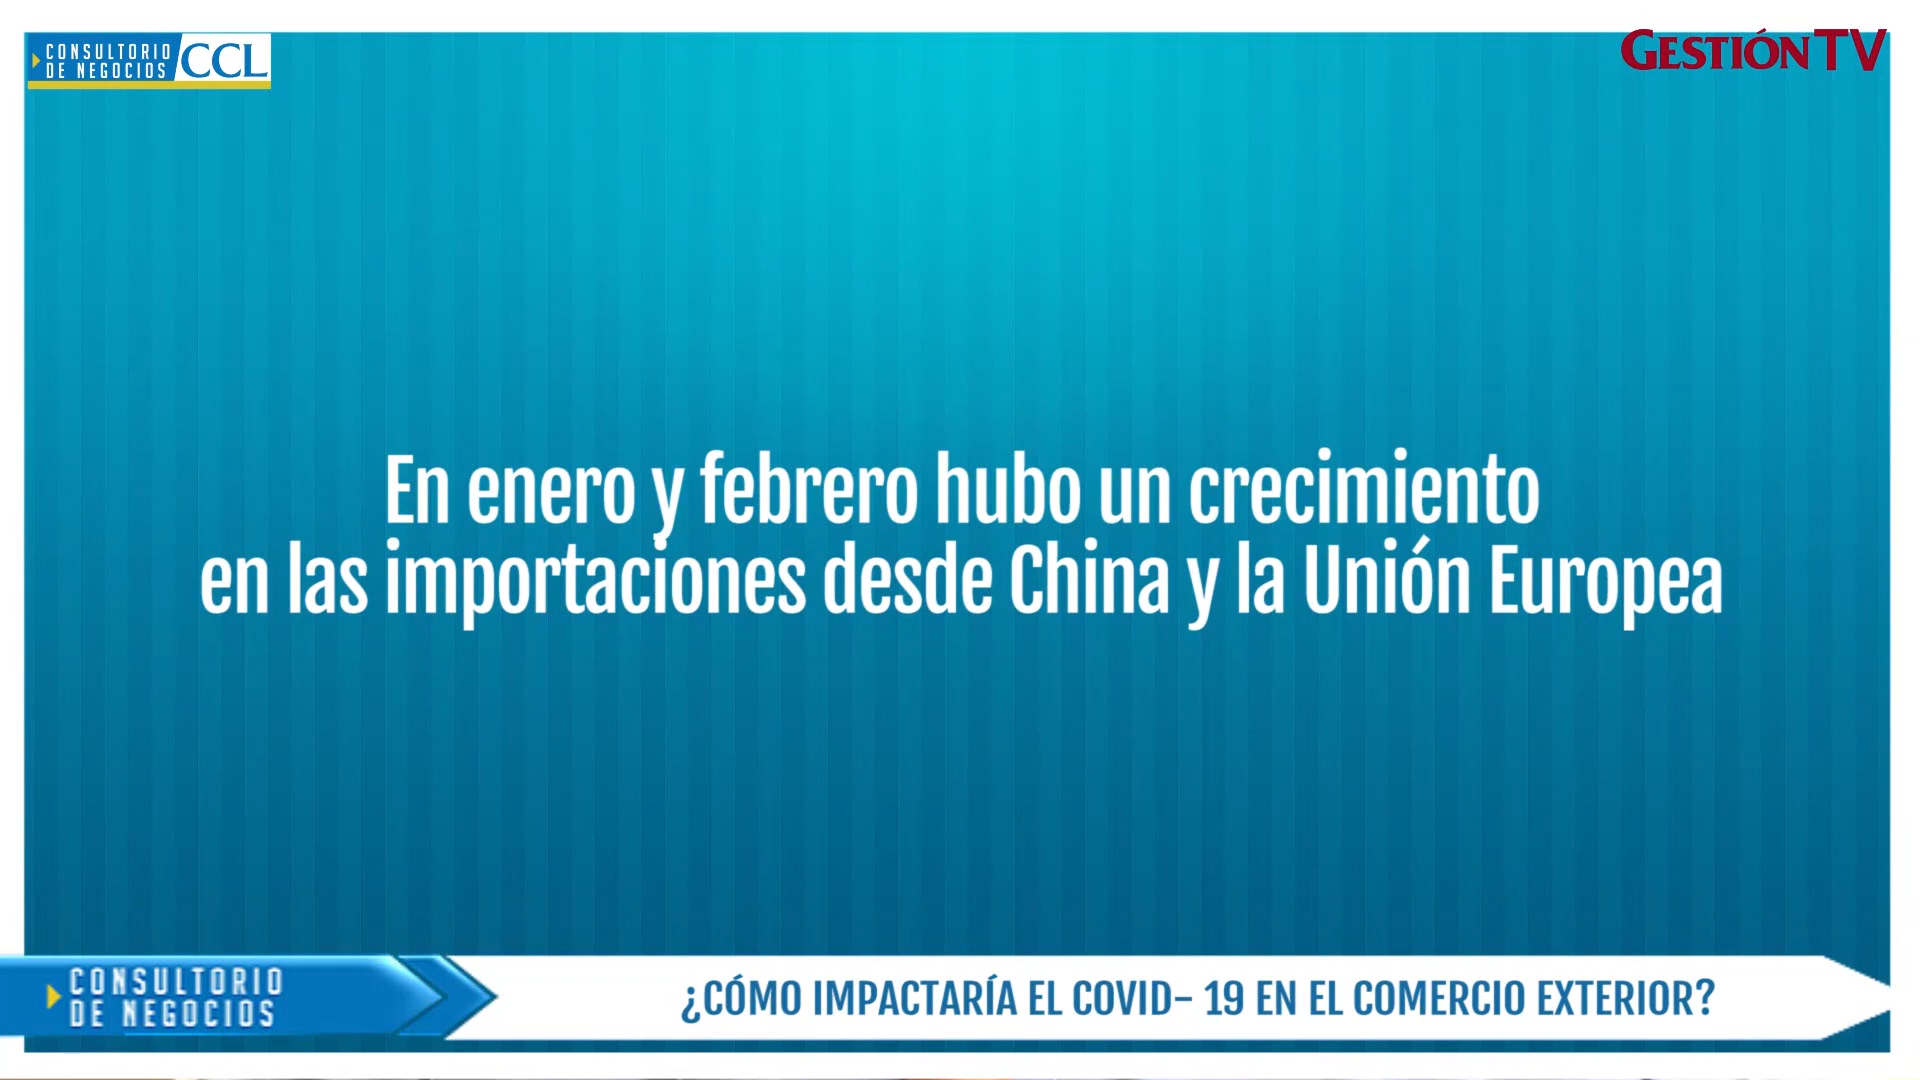 CONSULTORIO
DE NEGOCIOS
CCL
GESTIÓN TV
En enero y febrero hubo un crecimiento
en las importaciones desde China y la Unión Europea
CONSULTORIO
DE NEGOCIOS
¿CÓMO IMPACTARÍA EL COVID- 19 EN EL COMERCIO EXTERIOR?